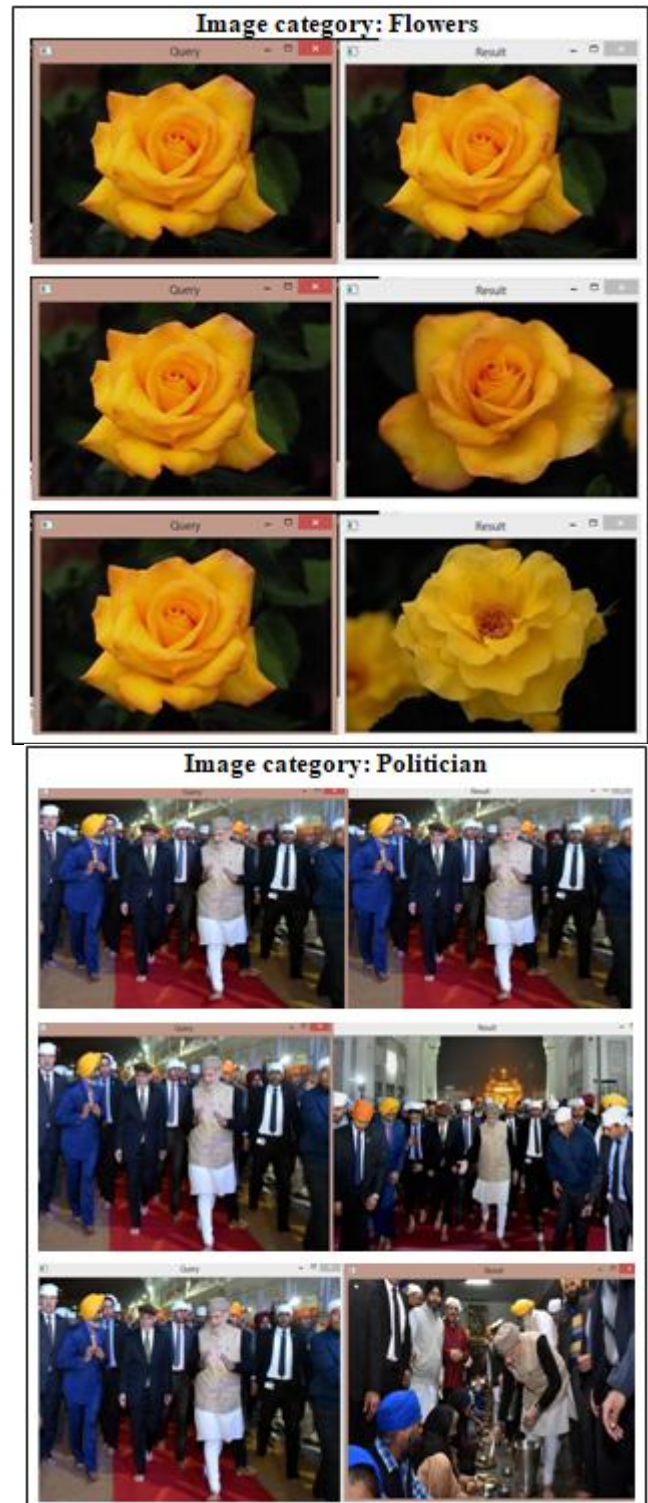 Image category: Flowers
Query
Result
Query
Result
Query
Result
Image category: Politician
Query
Result
Query
Result
Query
Result